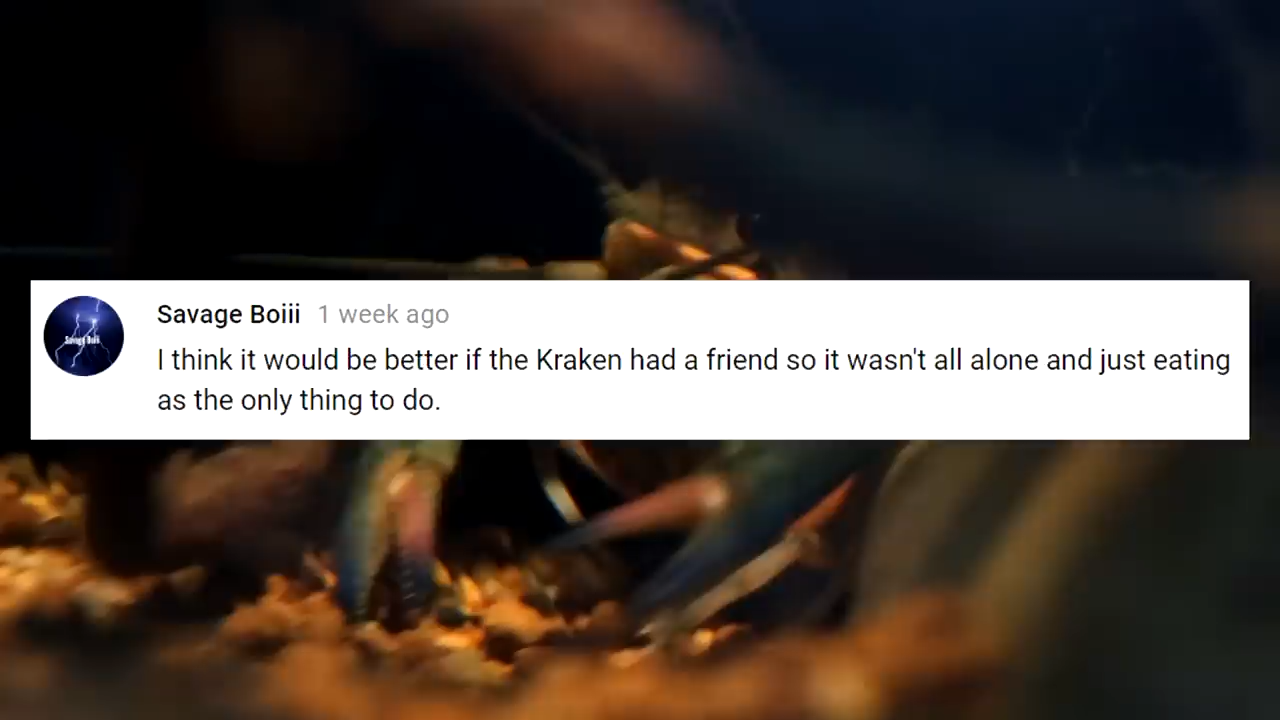 Savage Boiii 1 week ago
I think it would be better if the Kraken had a friend so it wasn't all alone and just eating
as the only thing to do.